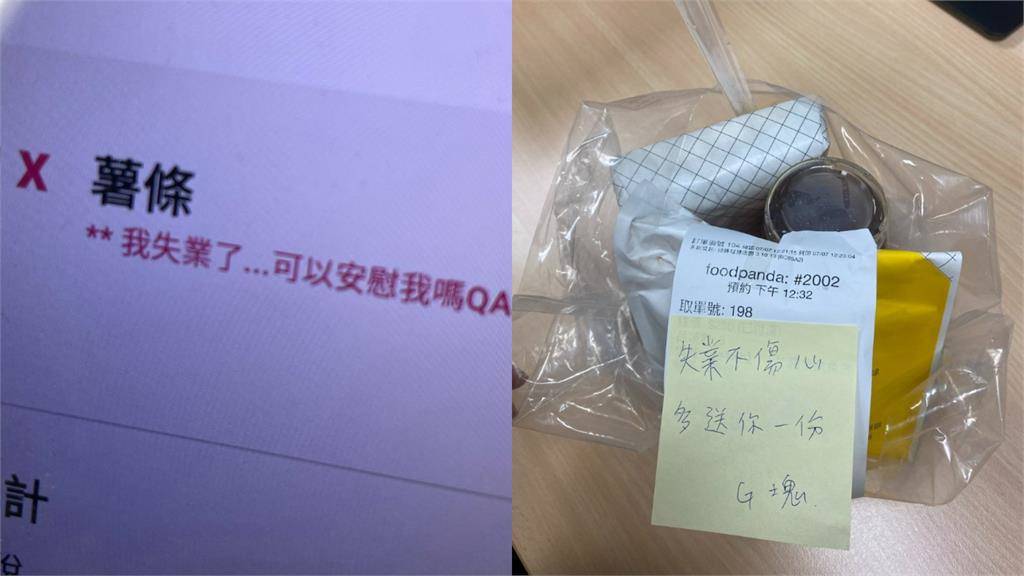 X 薯條
** 我失業了...可以安慰我嗎QA
計
foodpanda: #2002
預約 下午 12:32
取單號: 198
失業不傷心
多送你一份
G塊.